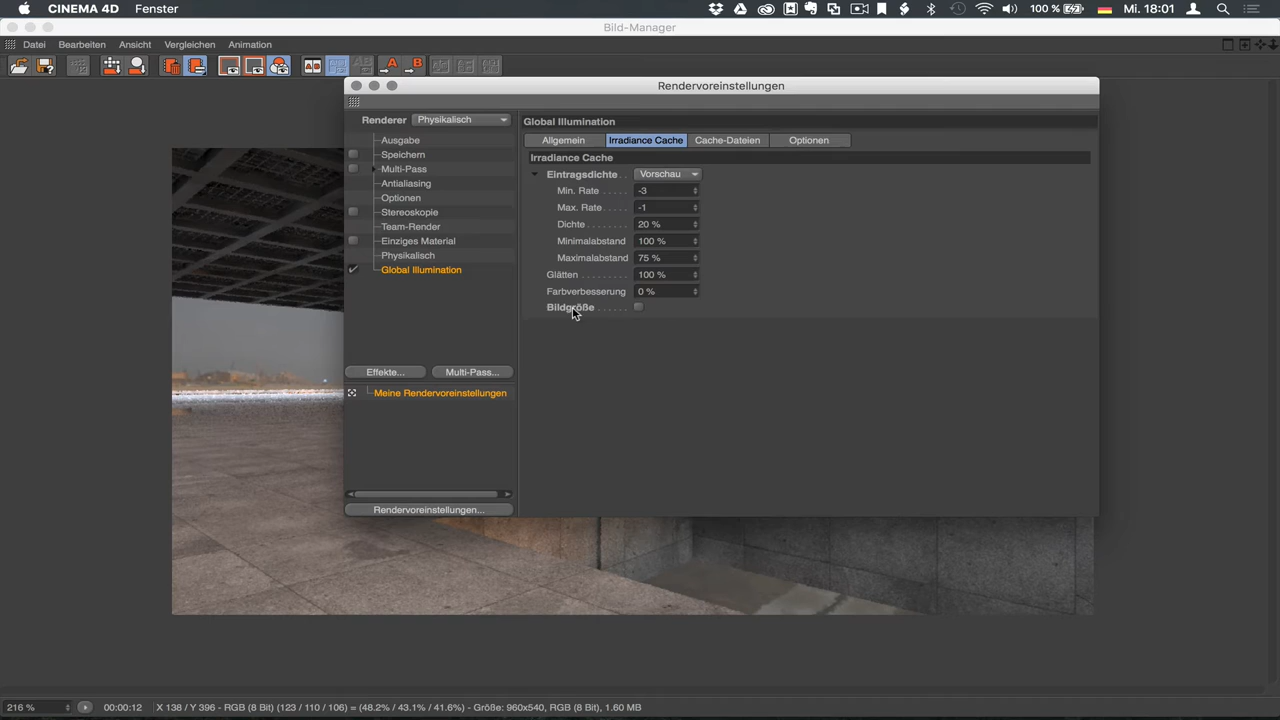 CINEMA 4D Fenster 100 % Mi. 18:01
Bild-Manager
Datei Bearbeiten Ansicht Vergleichen Animation
Rendervoreinstellungen
Renderer Physikalisch
Ausgabe
Speichern
Multi-Pass
Antialiasing
Optionen
Stereoskopie
Team-Render
Einziges Material
Physikalisch
Global Illumination
Effekte... Multi-Pass...
Meine Rendervoreinstellungen
Rendervoreinstellungen...
Global Illumination
Allgemein Irradiance Cache Cache-Dateien Optionen
Irradiance Cache
Eintragsdichte . . Vorschau
Min. Rate . . . . . -3
Max. Rate . . . . -1
Dichte . . . . . . . . 20 %
Minimalabstand 100 %
Maximalabstand 75 %
Glätten . . . . . . . . 100 %
Farbverbesserung 0 %
Bildgröße . . . . . .
216 % 00:00:12 X 138 / Y 396 - RGB (8 Bit) (123 / 110 / 106) = (48.2% / 43.1% / 41.6%) - Größe: 960x540, RGB (8 Bit), 1.60 MB